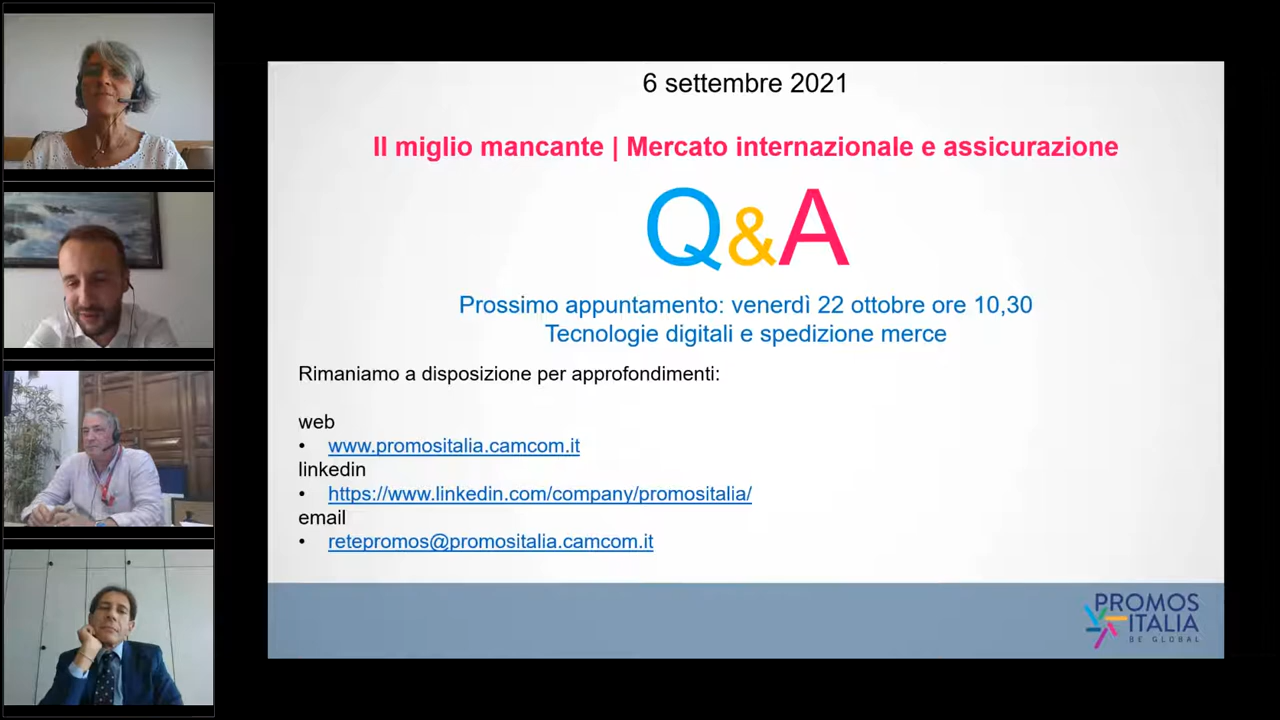 6 settembre 2021
Il miglio mancante | Mercato internazionale e assicurazione
Q&A
Prossimo appuntamento: venerdì 22 ottobre ore 10,30
Tecnologie digitali e spedizione merce
Rimaniamo a disposizione per approfondimenti:
web
• www.promositalia.camcom.it
linkedin
• https://www.linkedin.com/company/promositalia/
email
• retepromos@promositalia.camcom.it
PROMOS
ITALIA
BE GLOBAL